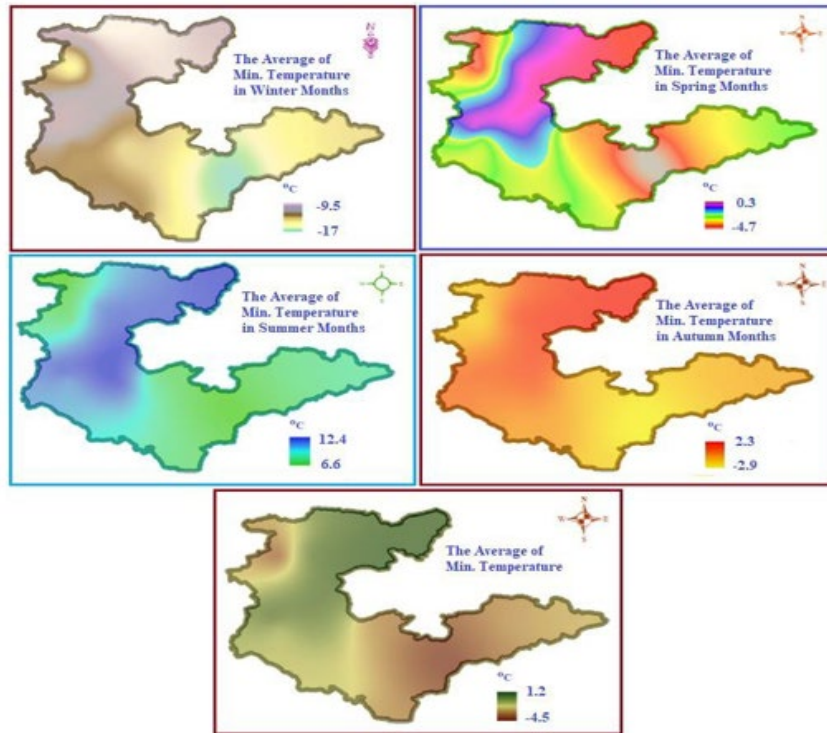 The Average of
Min. Temperature
in Winter Months
N
°C
-9.5
-17
The Average of
Min. Temperature
in Spring Months
°C
0.3
-4.7
The Average of
Min. Temperature
in Summer Months
°C
12.4
6.6
The Average of
Min. Temperature
in Autumn Months
°C
2.3
-2.9
N
W E
S
The Average of
Min. Temperature
°C
1.2
-4.5